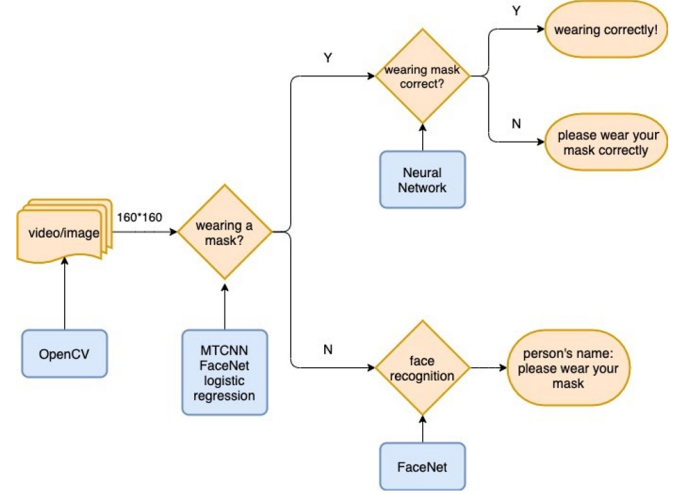 Y
wearing correctly!
Y
wearing mask
correct?
N
please wear your
mask correctly
Neural
Network
video/image
160*160
wearing a
mask?
OpenCV
MTCNN
FaceNet
logistic
regression
N
face
recognition
person's name:
please wear your
mask
FaceNet